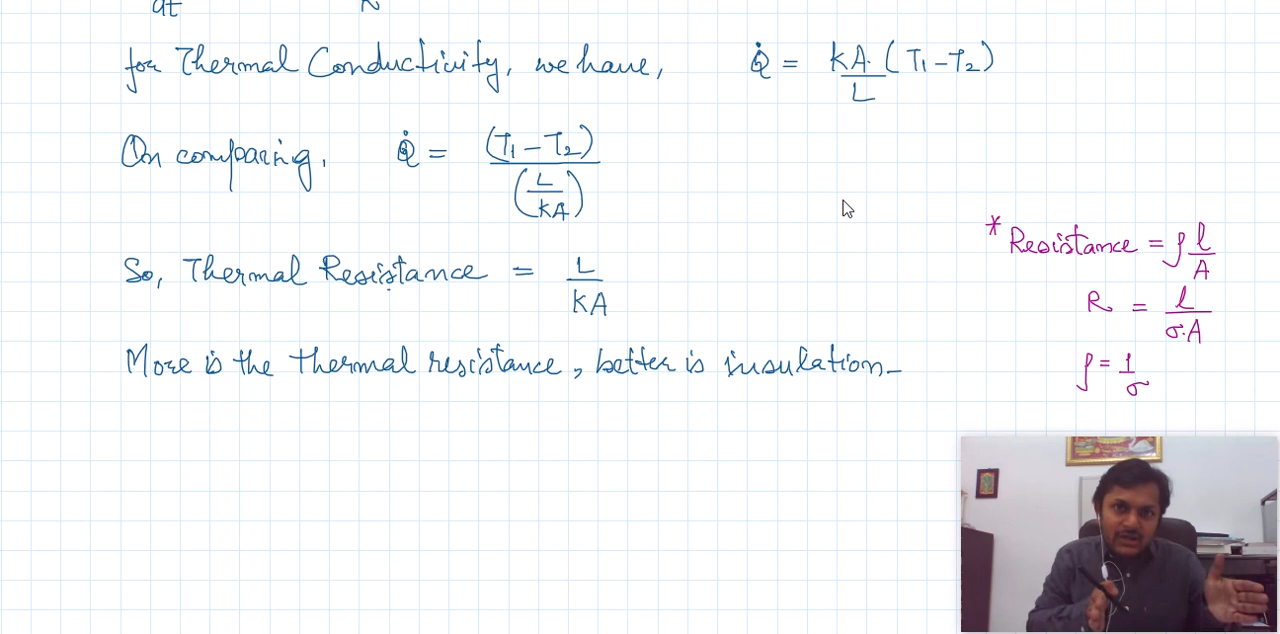 dt R
for Thermal Conductivity, we have, Q̇ = kA/L (T₁-T₂)
On comparing, Q̇ = (T₁-T₂)/(L/kA)
So, Thermal Resistance = L/kA
More is the thermal resistance, better is insulation-
* Resistance = ρ l/A
R = l/σ.A
ρ = 1/σ